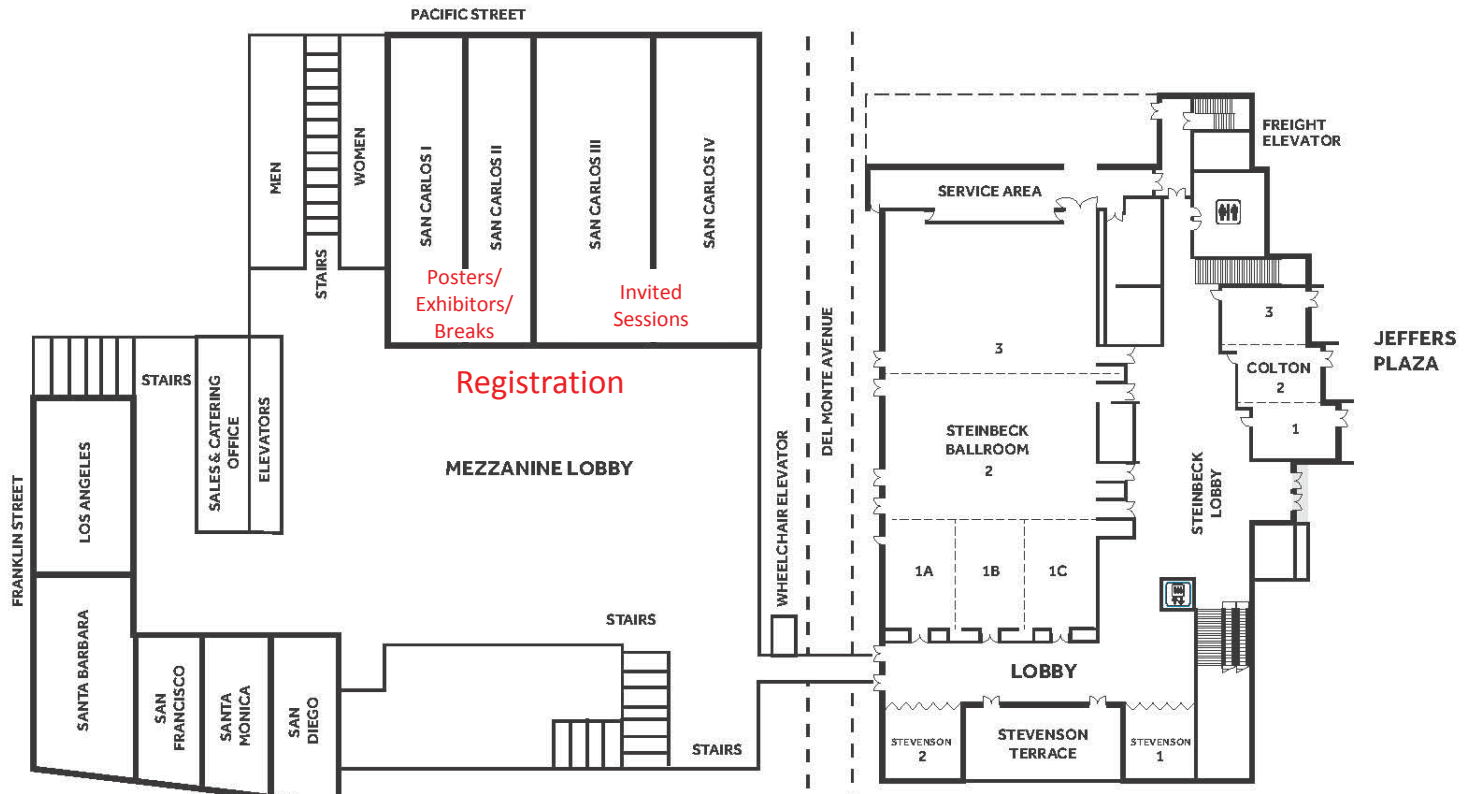 PACIFIC STREET
MEN
STAIRS
WOMEN
SAN CARLOS I
SAN CARLOS II
SAN CARLOS III
SAN CARLOS IV
Posters/
Exhibitors/
Breaks
Invited
Sessions
Registration
MEZZANINE LOBBY
STAIRS
SALES & CATERING
OFFICE
ELEVATORS
FRANKLIN STREET
LOS ANGELES
SANTA BARBARA
SAN
FRANCISCO
SANTA
MONICA
SAN
DIEGO
STAIRS
STAIRS
WHEELCHAIR ELEVATOR
DEL MONTE AVENUE
FREIGHT
ELEVATOR
SERVICE AREA
3
STEINBECK
BALLROOM
2
1A
1B
1C
3
COLTON
2
1
JEFFERS
PLAZA
STEINBECK
LOBBY
LOBBY
STEVENSON
2
STEVENSON
TERRACE
STEVENSON
1